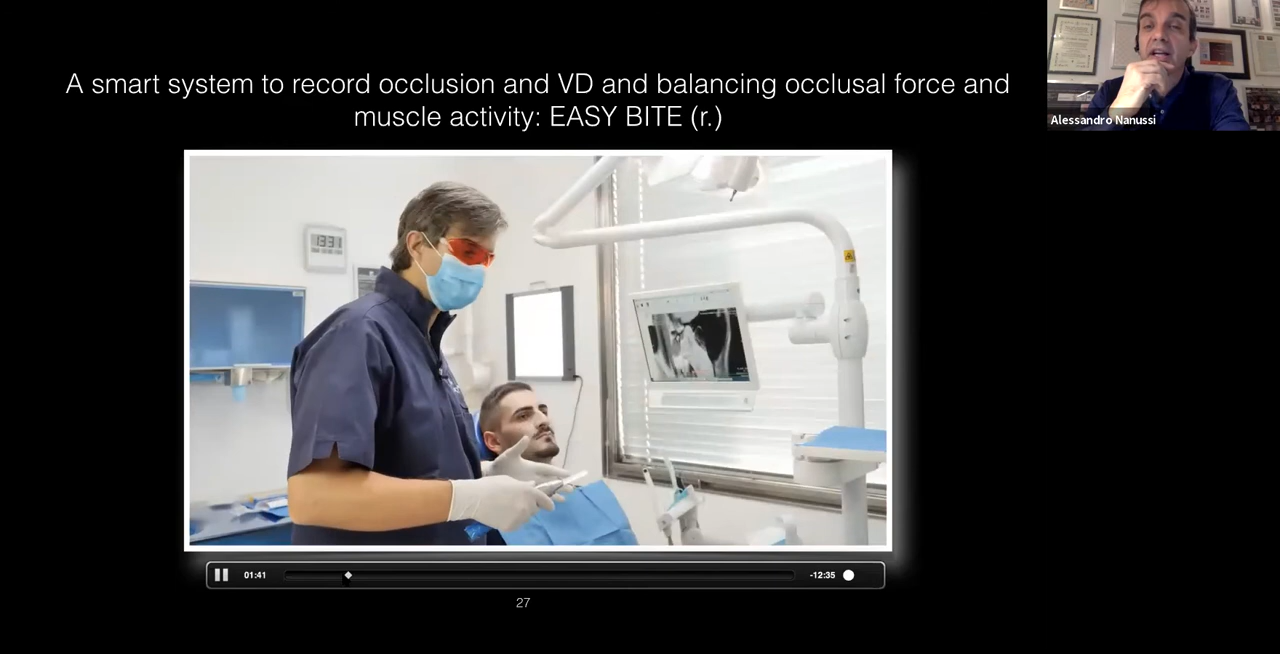 A smart system to record occlusion and VD and balancing occlusal force and
muscle activity: EASY BITE (r.)
Alessandro Nanussi
1331
01:41
-12:35
27